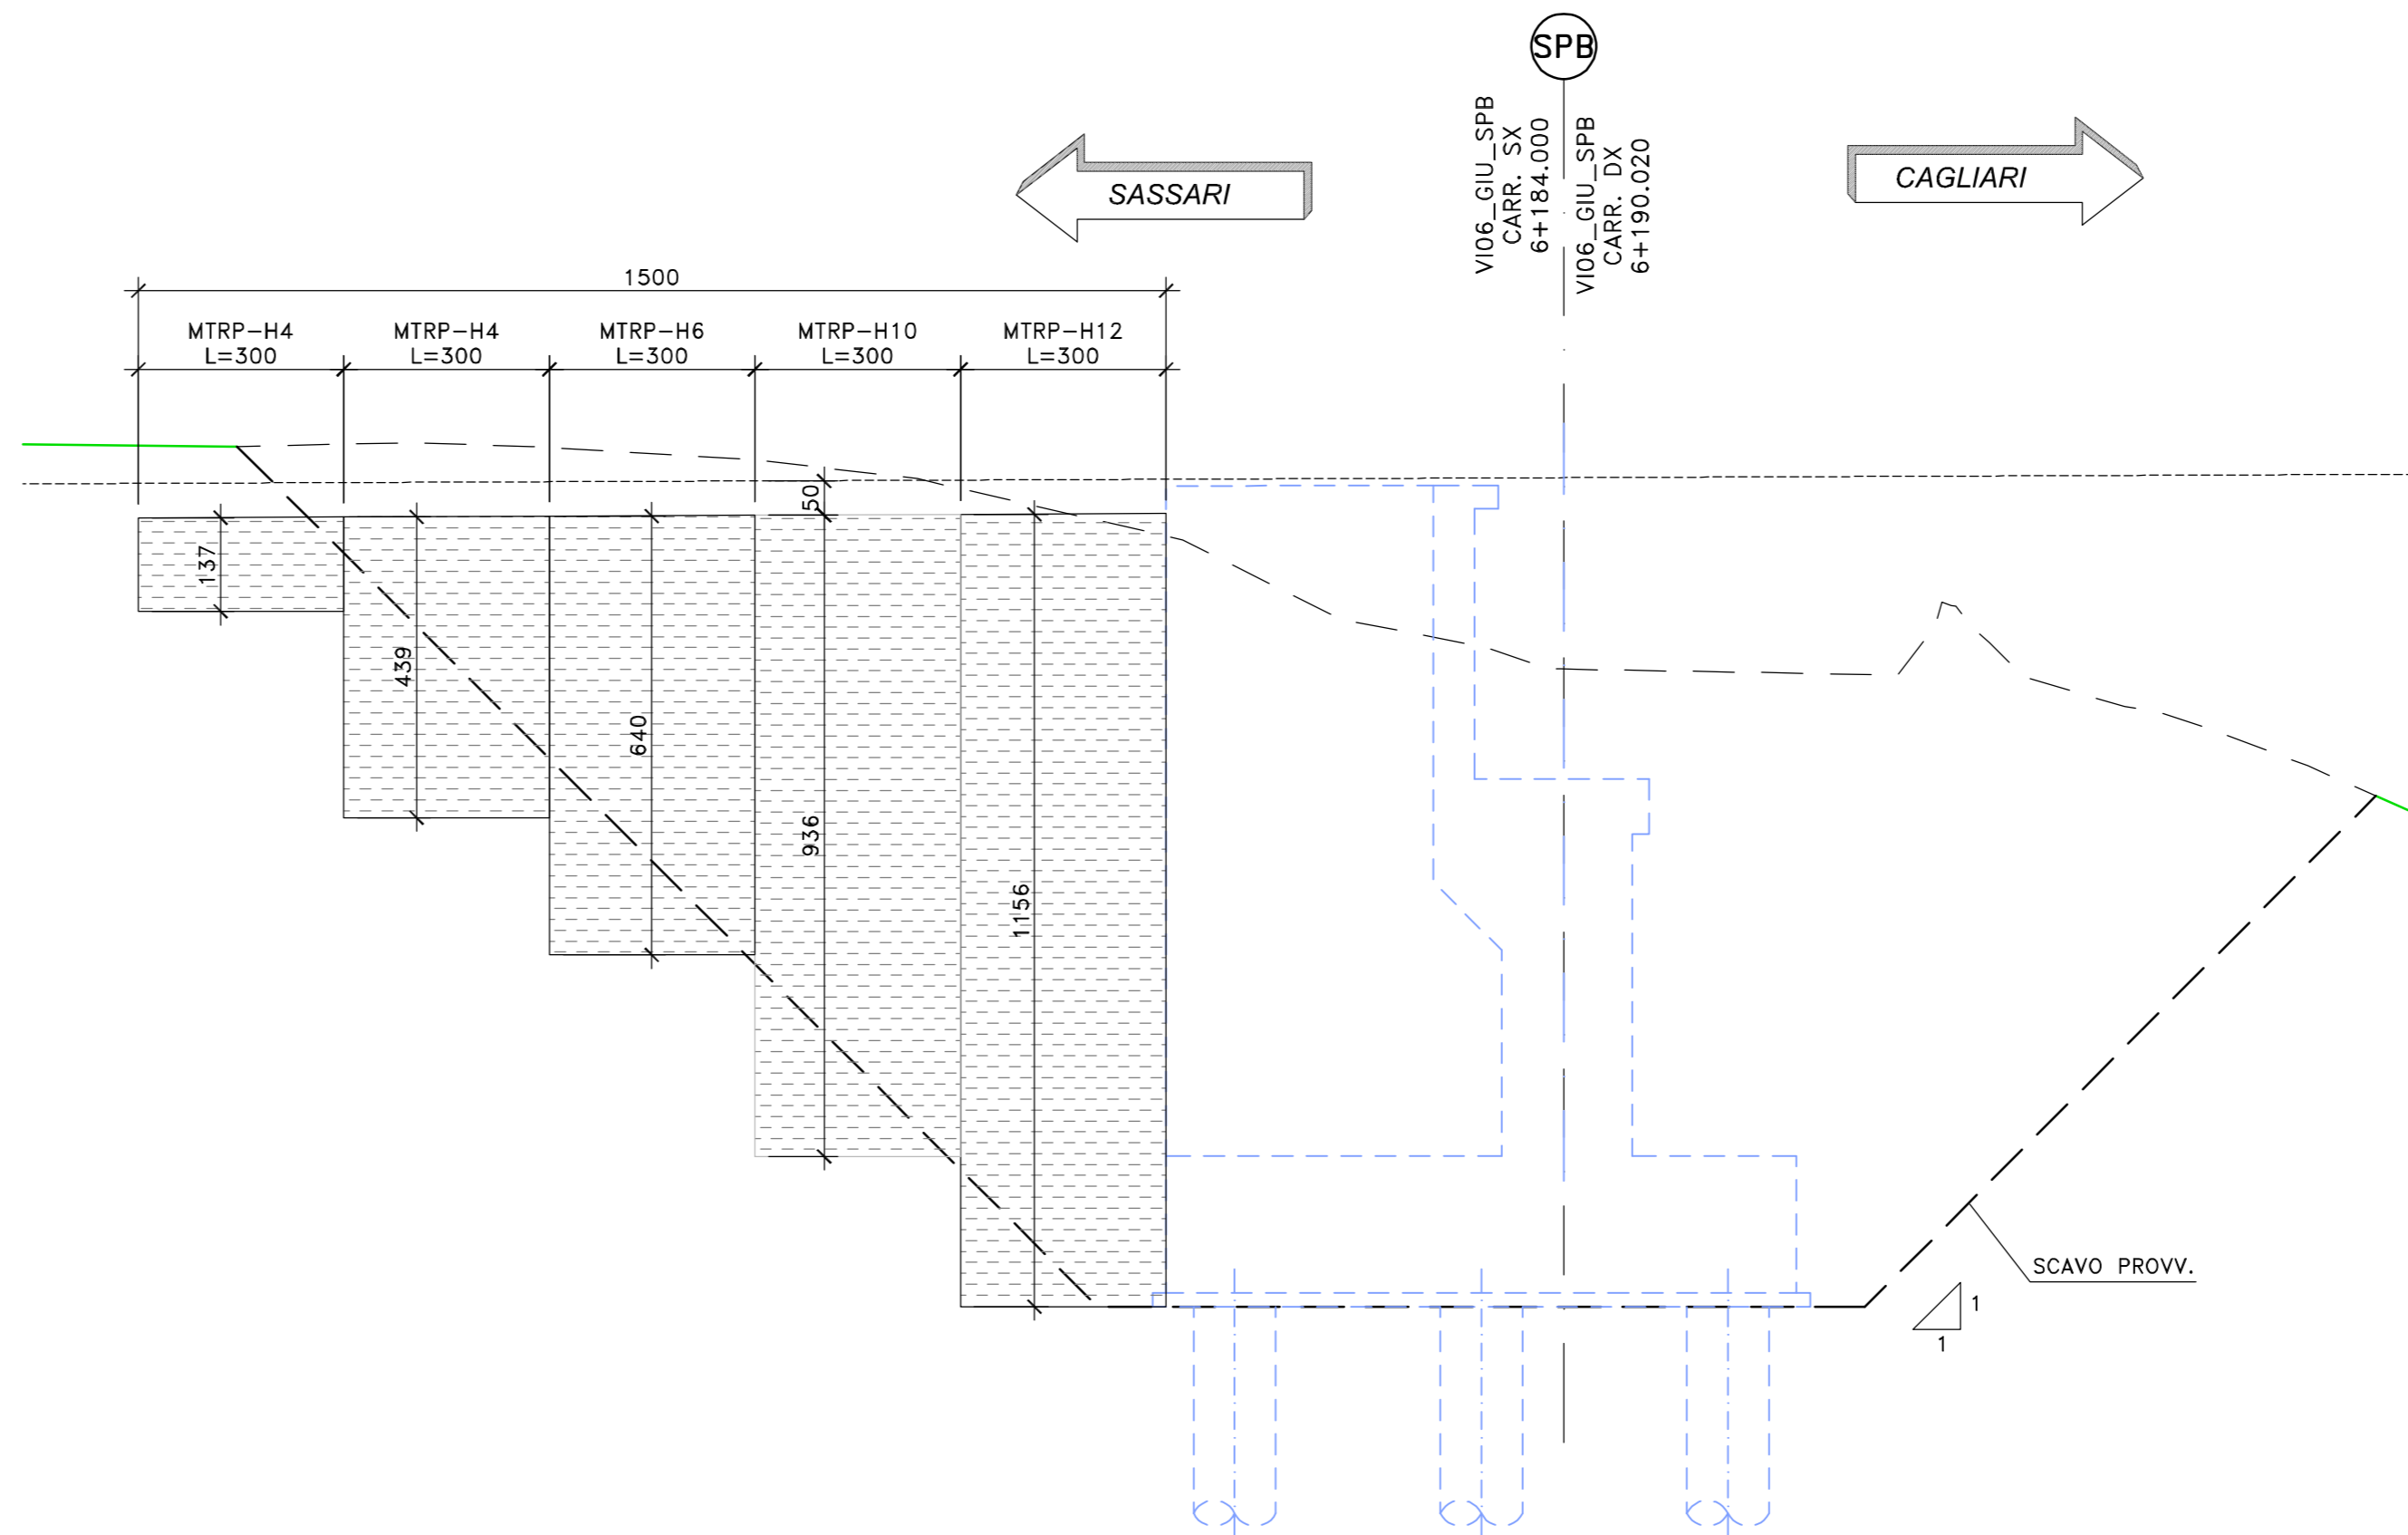 SPB
VI06_GIU_SPB
CARR. SX
6+184.000
VI06_GIU_SPB
CARR. DX
6+190.020
SASSARI
CAGLIARI
1500
MTRP-H4
L=300
MTRP-H4
L=300
MTRP-H6
L=300
MTRP-H10
L=300
MTRP-H12
L=300
50
137
439
640
936
1156
SCAVO PROVV.
1
1